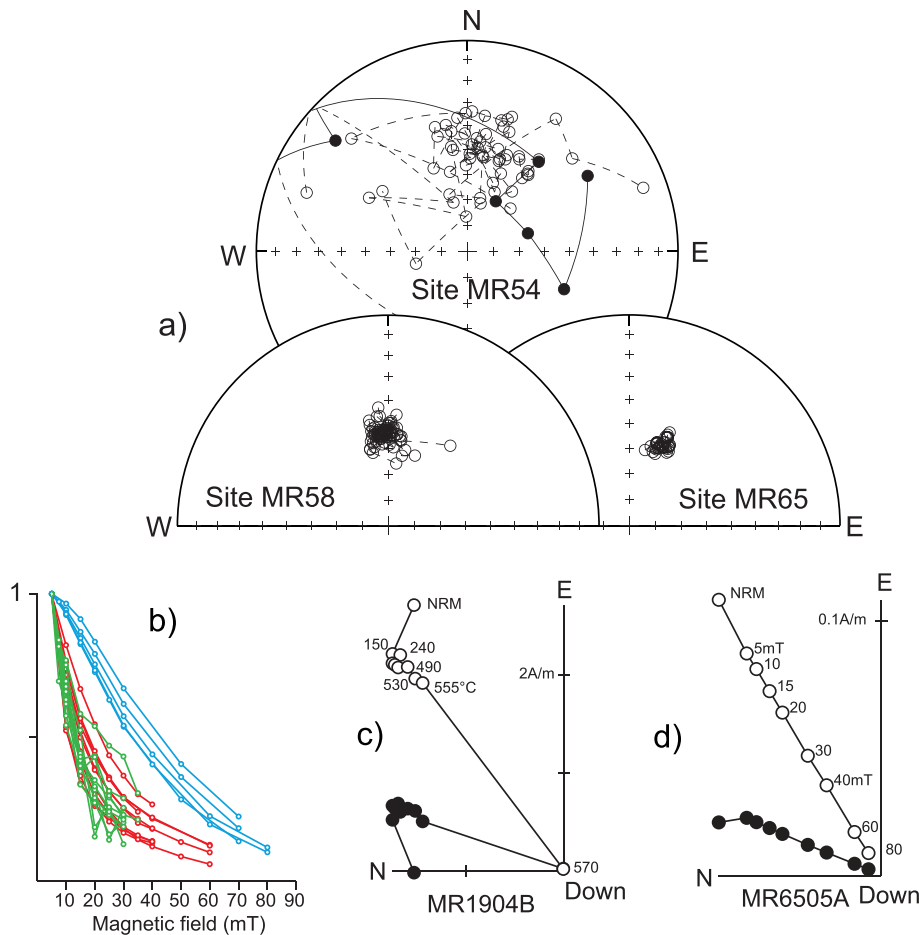 N
W
E
Site MR54
a)
Site MR58
Site MR65
W
E
1
b)
10 20 30 40 50 60 70 80 90
Magnetic field (mT)
E
NRM
150
240
490
2A/m
530
555°C
c)
570
N
Down
MR1904B
E
NRM
0.1A/m
5mT
10
15
20
d)
30
40mT
60
80
N
MR6505A
Down